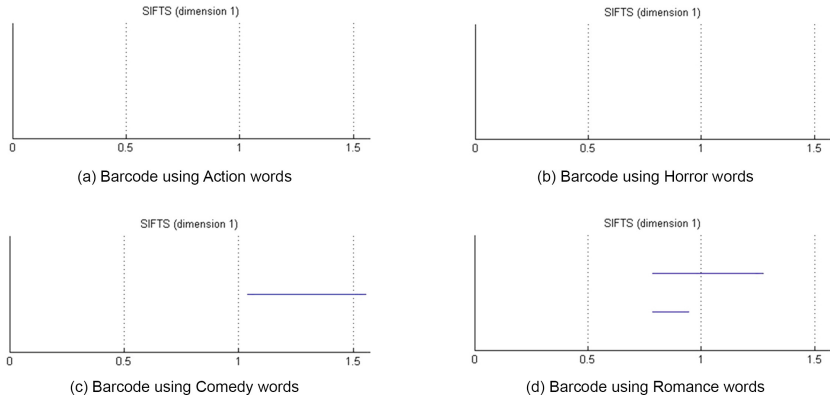 SIFTS (dimension 1)
0 0.5 1 1.5
(a) Barcode using Action words
SIFTS (dimension 1)
0 0.5 1 1.5
(b) Barcode using Horror words
SIFTS (dimension 1)
0 0.5 1 1.5
(c) Barcode using Comedy words
SIFTS (dimension 1)
0 0.5 1 1.5
(d) Barcode using Romance words